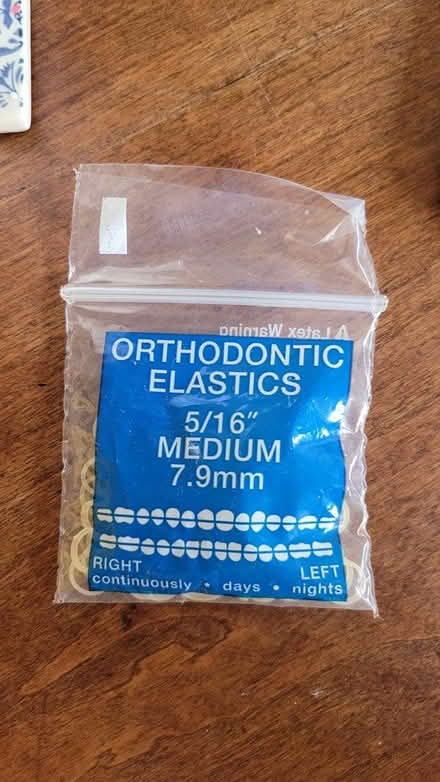 ⚠ Latex Warning
ORTHODONTIC
ELASTICS
5/16"
MEDIUM
7.9mm
RIGHT LEFT
continuously • days • nights